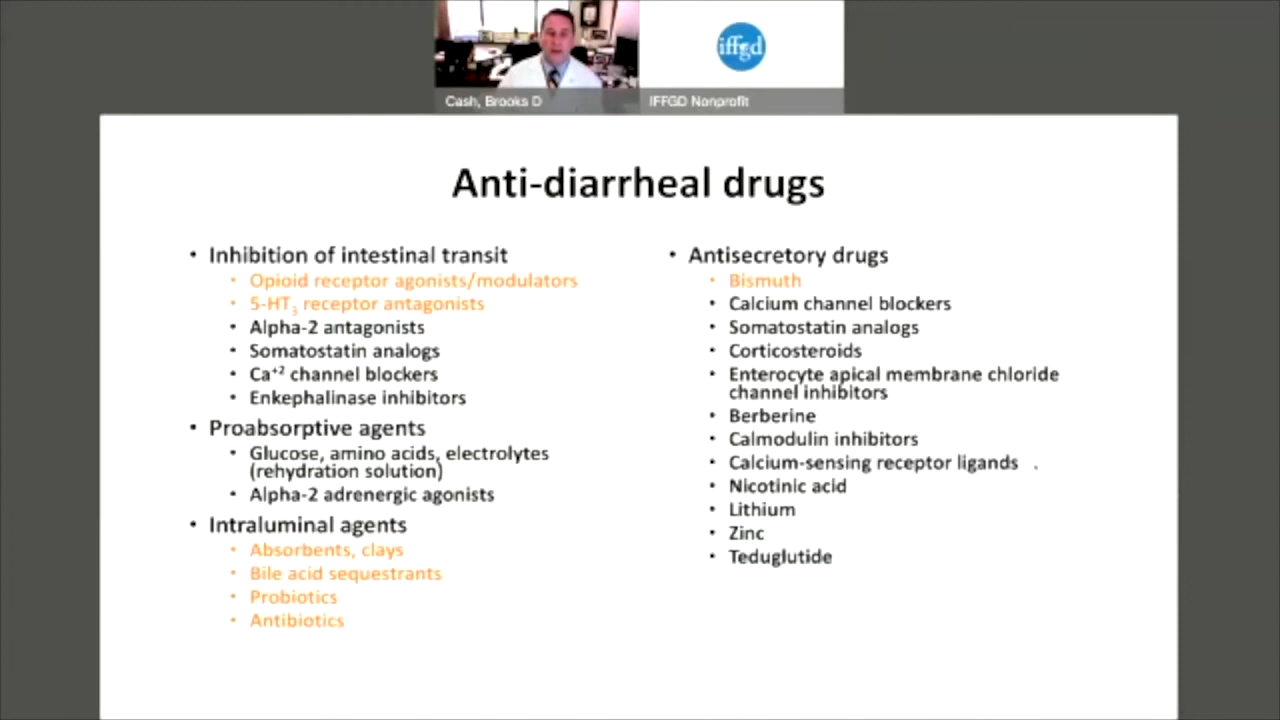 iffgd
Cash, Brooks D
IFFGD Nonprofit
Anti-diarrheal drugs
• Inhibition of intestinal transit
• Opioid receptor agonists/modulators
• 5-HT₃ receptor antagonists
• Alpha-2 antagonists
• Somatostatin analogs
• Ca⁺² channel blockers
• Enkephalinase inhibitors
• Proabsorptive agents
• Glucose, amino acids, electrolytes
(rehydration solution)
• Alpha-2 adrenergic agonists
• Intraluminal agents
• Absorbents, clays
• Bile acid sequestrants
• Probiotics
• Antibiotics
• Antisecretory drugs
• Bismuth
• Calcium channel blockers
• Somatostatin analogs
• Corticosteroids
• Enterocyte apical membrane chloride
channel inhibitors
• Berberine
• Calmodulin inhibitors
• Calcium-sensing receptor ligands .
• Nicotinic acid
• Lithium
• Zinc
• Teduglutide